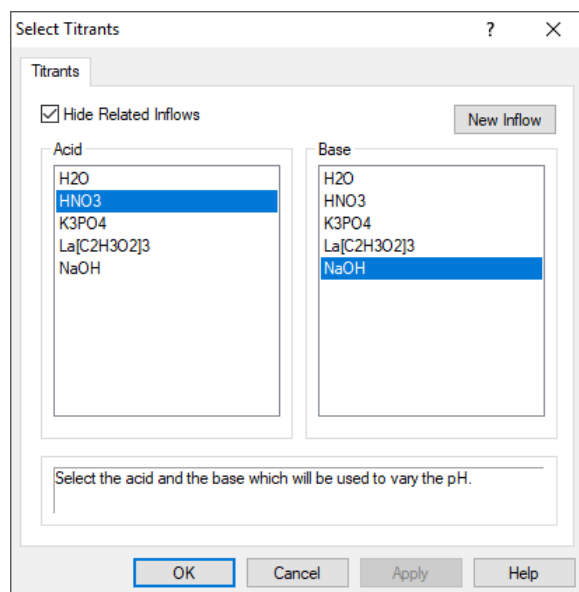 Select Titrants
?
Titrants
Hide Related Inflows
New Inflow
Acid
H2O
HNO3
K3PO4
La[C2H3O2]3
NaOH
Base
H2O
HNO3
K3PO4
La[C2H3O2]3
NaOH
Select the acid and the base which will be used to vary the pH.
OK
Cancel
Apply
Help